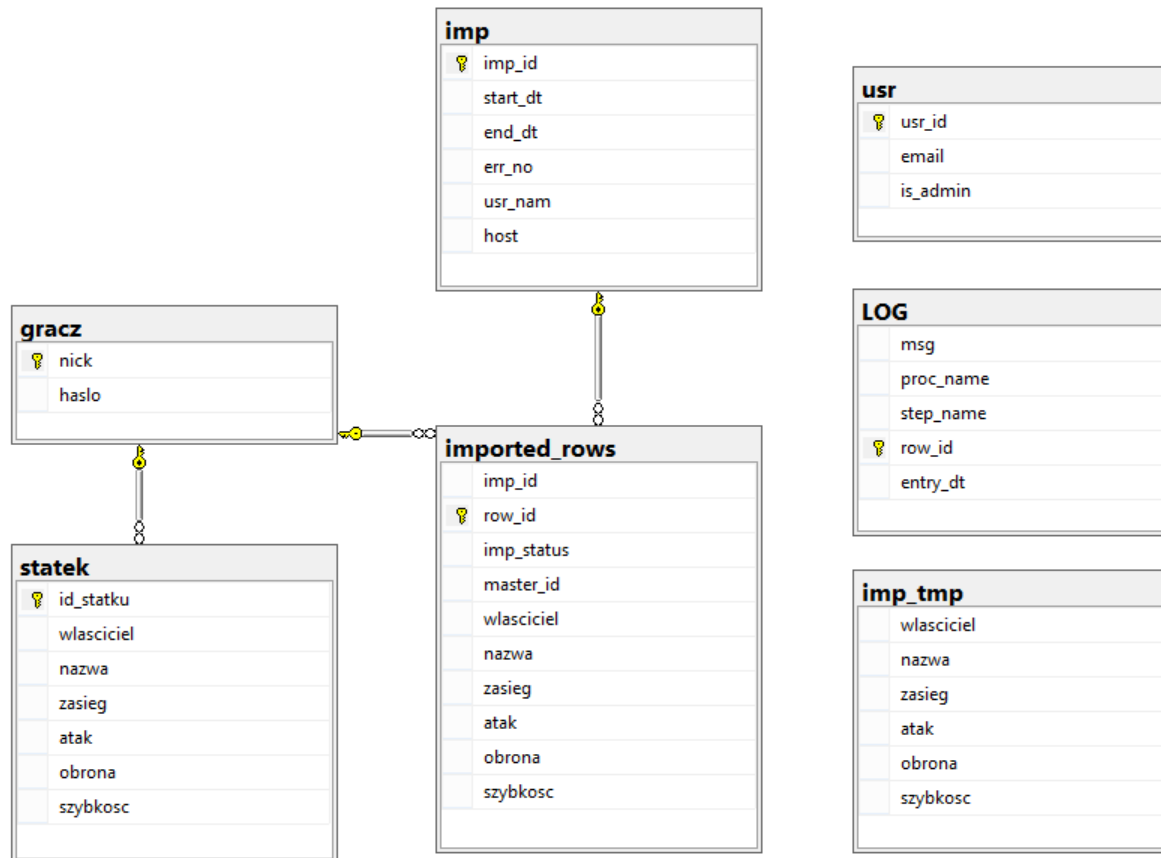 imp
imp_id
start_dt
end_dt
err_no
usr_nam
host
usr
usr_id
email
is_admin
gracz
nick
haslo
LOG
msg
proc_name
step_name
row_id
entry_dt
imported_rows
imp_id
row_id
imp_status
master_id
wlasciciel
nazwa
zasieg
atak
obrona
szybkosc
statek
id_statku
wlasciciel
nazwa
zasieg
atak
obrona
szybkosc
imp_tmp
wlasciciel
nazwa
zasieg
atak
obrona
szybkosc